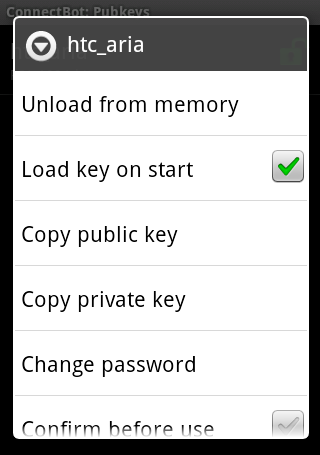 ConnectBot: Pubkeys
htc_aria
Unload from memory
Load key on start
Copy public key
Copy private key
Change password
Confirm before use